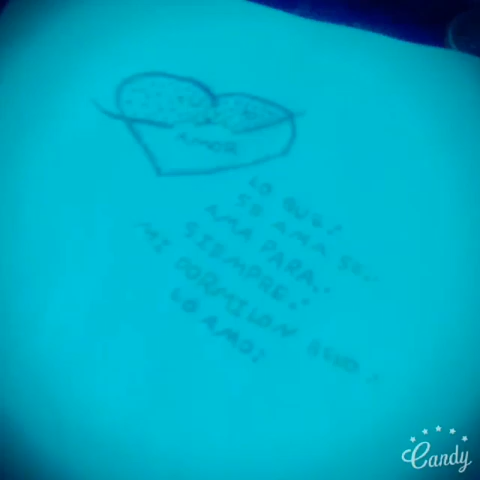 AMOR
LO QUE:
SE AMA SE..
AMA PARA..
SIEMPRE..
MI DORMILON
LO AMO:
Candy